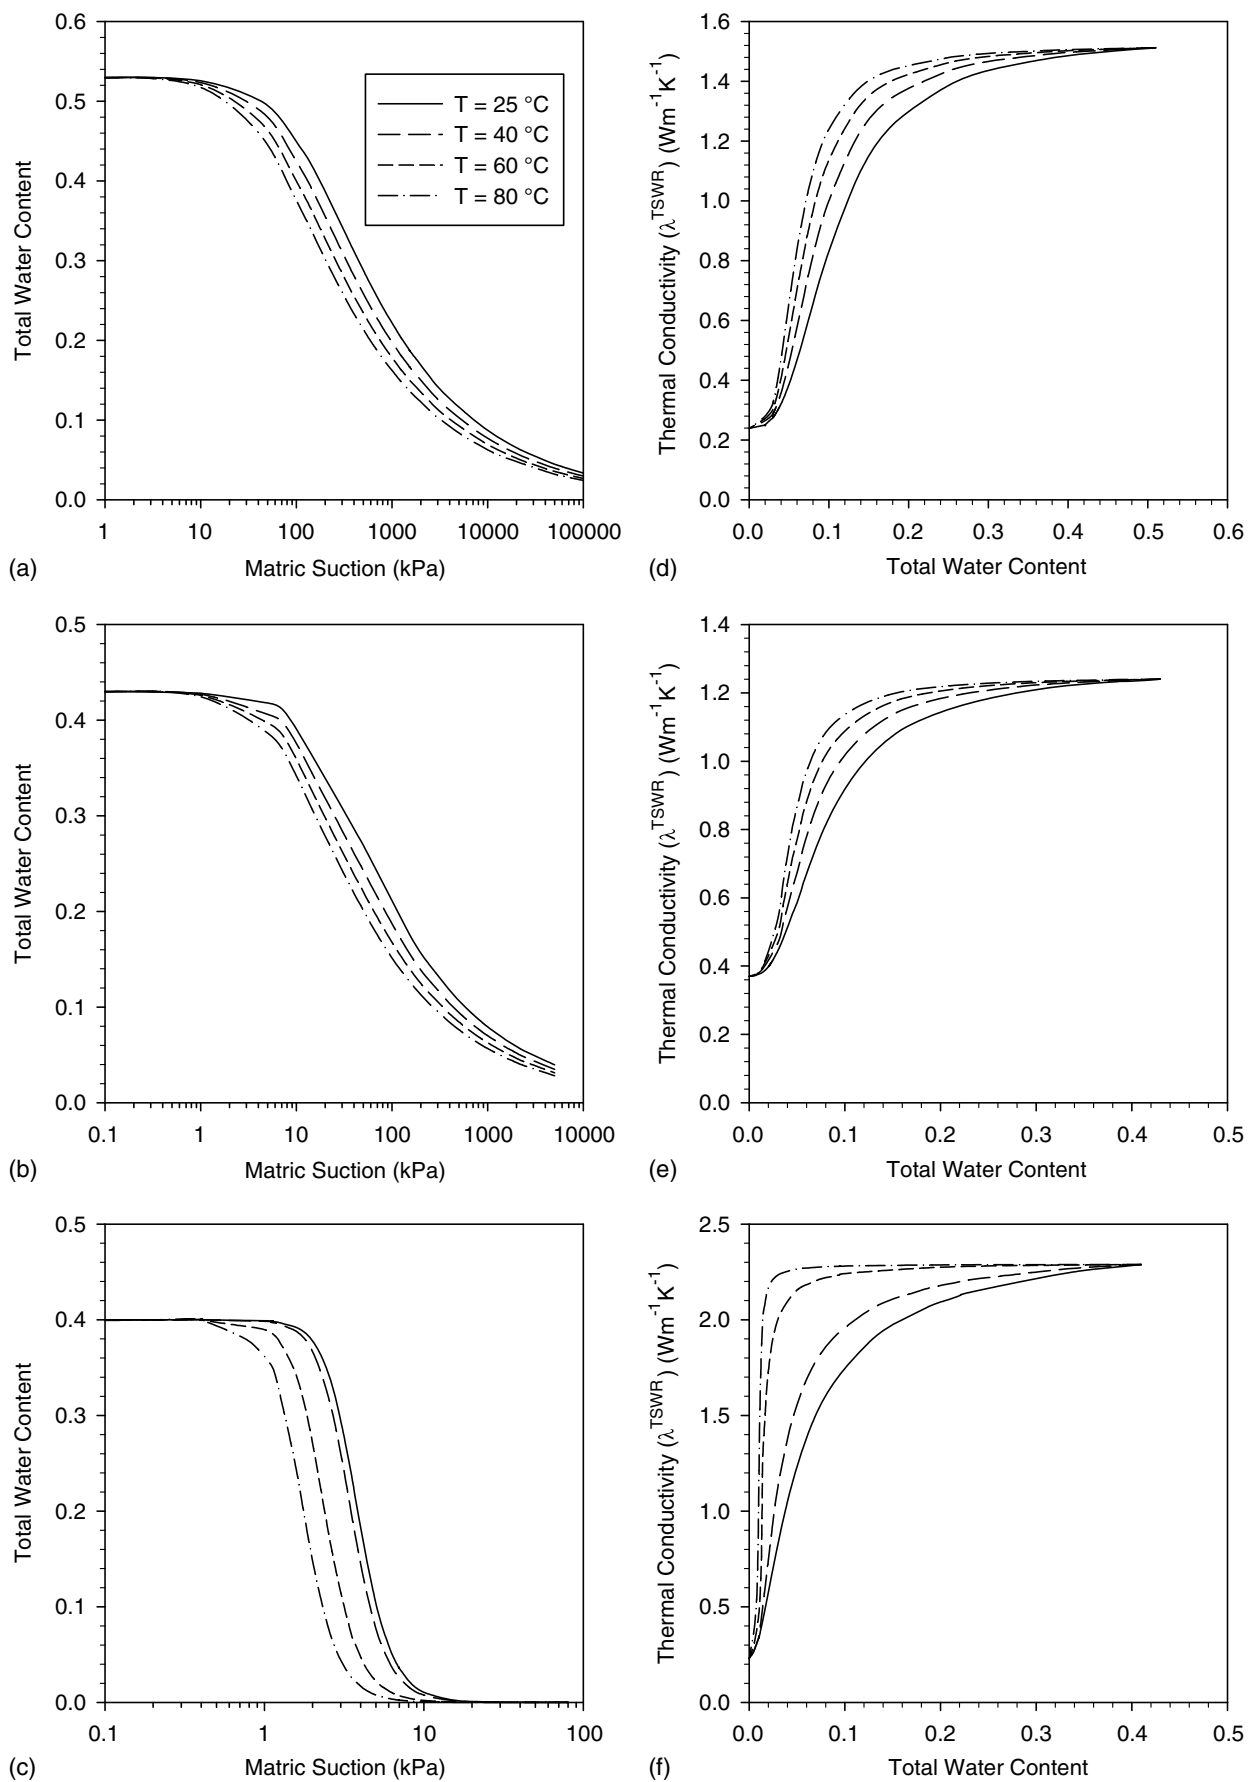 0.6
0.5
0.4
0.3
0.2
0.1
0.0
Total Water Content
T = 25 °C
T = 40 °C
T = 60 °C
T = 80 °C
1 10 100 1000 10000 100000
(a) Matric Suction (kPa)
1.6
1.4
1.2
1.0
0.8
0.6
0.4
0.2
0.0
Thermal Conductivity (λ^TSWR) (Wm^-1K^-1)
0.0 0.1 0.2 0.3 0.4 0.5 0.6
(d) Total Water Content
0.5
0.4
0.3
0.2
0.1
0.0
Total Water Content
0.1 1 10 100 1000 10000
(b) Matric Suction (kPa)
1.4
1.2
1.0
0.8
0.6
0.4
0.2
0.0
Thermal Conductivity (λ^TSWR) (Wm^-1K^-1)
0.0 0.1 0.2 0.3 0.4 0.5
(e) Total Water Content
0.5
0.4
0.3
0.2
0.1
0.0
Total Water Content
0.1 1 10 100
(c) Matric Suction (kPa)
2.5
2.0
1.5
1.0
0.5
0.0
Thermal Conductivity (λ^TSWR) (Wm^-1K^-1)
0.0 0.1 0.2 0.3 0.4 0.5
(f) Total Water Content